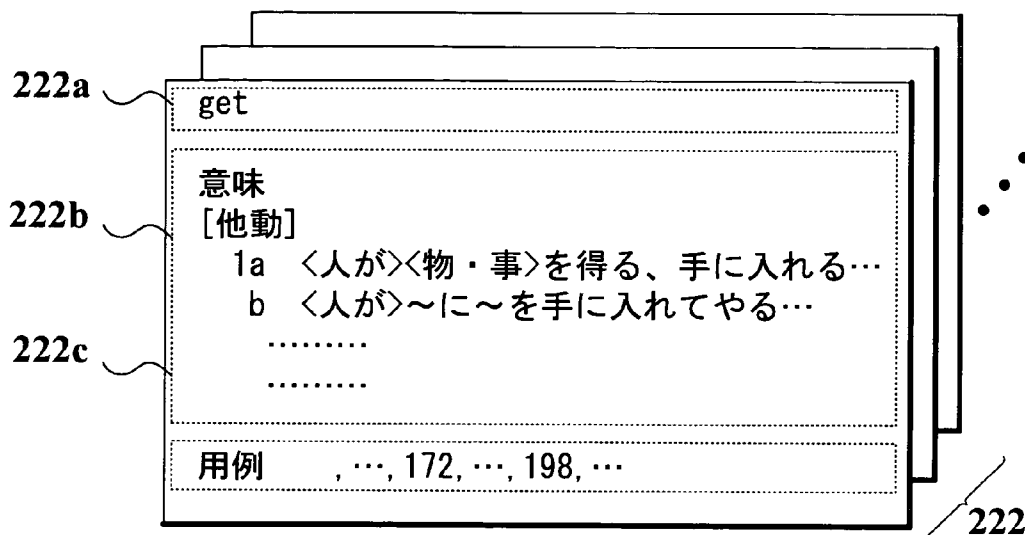 222a
get
意味
222b
[他動]
1a <人が><物・事>を得る、手に入れる…
b <人が>~に~を手に入れてやる…
………
222c
………
用例 ,…,172,…,198,…
222